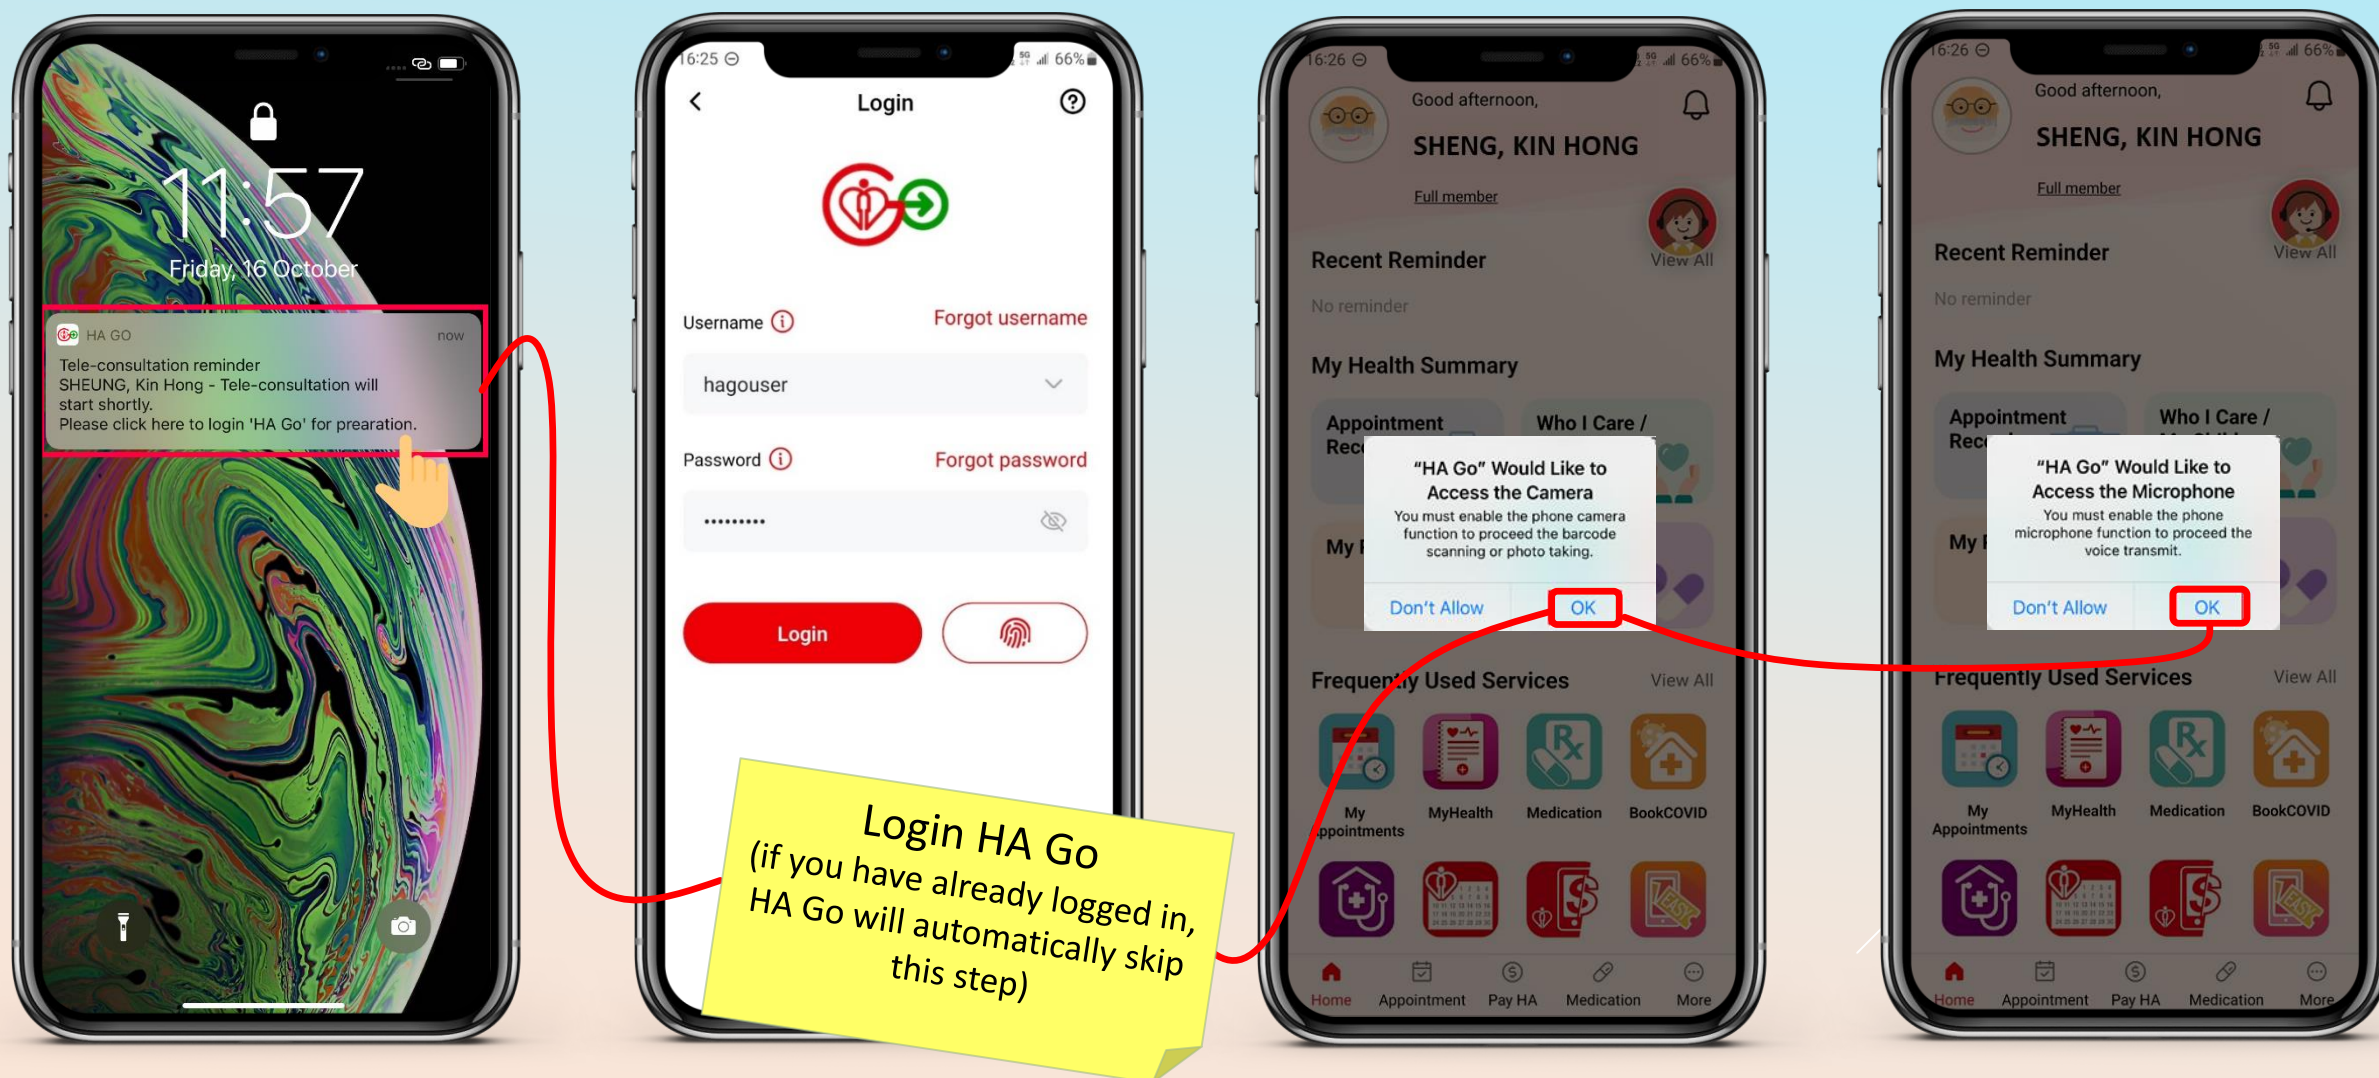 11:57
Friday, 16 October
HA GO
now
Tele-consultation reminder
SHEUNG, Kin Hong - Tele-consultation will
start shortly.
Please click here to login 'HA Go' for prearation.
16:25
5G
66%
Login
Username
Forgot username
hagouser
Password
Forgot password
•••••••••
Login
Login HA Go
(if you have already logged in,
HA Go will automatically skip
this step)
16:26
5G
66%
Good afternoon,
SHENG, KIN HONG
Full member
Recent Reminder
View All
No reminder
My Health Summary
Appointment
Who I Care /
"HA Go" Would Like to
Access the Camera
You must enable the phone camera
function to proceed the barcode
scanning or photo taking.
My
Don't Allow
OK
Frequently Used Services
View All
Rx
My
Appointments
MyHealth
Medication
BookCOVID
EASY
Home
Appointment
Pay HA
Medication
More
16:26
5G
66%
Good afternoon,
SHENG, KIN HONG
Full member
Recent Reminder
View All
No reminder
My Health Summary
Appointment
Who I Care /
"HA Go" Would Like to
Access the Microphone
You must enable the phone
microphone function to proceed the
voice transmit.
My
Don't Allow
OK
Frequently Used Services
View All
Rx
My
Appointments
MyHealth
Medication
BookCOVID
EASY
Home
Appointment
Pay HA
Medication
More